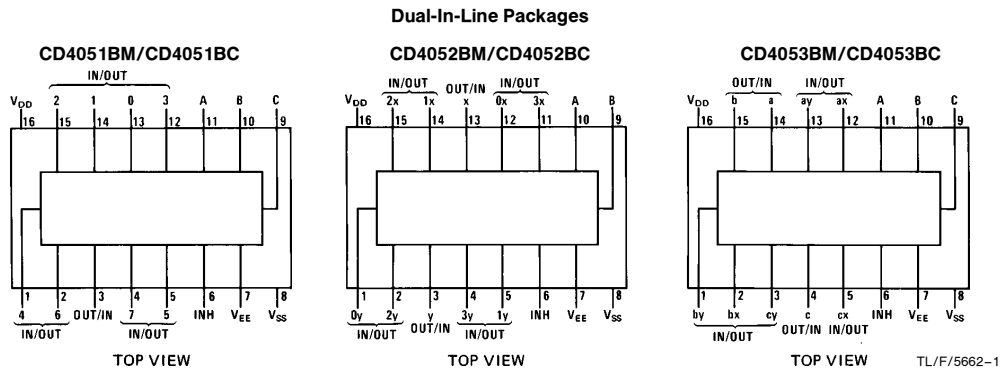 Dual-In-Line Packages
CD4051BM/CD4051BC
IN/OUT
VDD 2 1 0 3 A B C
16 15 14 13 12 11 10 9
1 2 3 4 5 6 7 8
4 6 OUT/IN 7 5 INH VEE VSS
IN/OUT IN/OUT
TOP VIEW
CD4052BM/CD4052BC
IN/OUT OUT/IN IN/OUT
VDD 2x 1x x 0x 3x A B
16 15 14 13 12 11 10 9
1 2 3 4 5 6 7 8
0y 2y y 3y 1y INH VEE VSS
IN/OUT OUT/IN IN/OUT
TOP VIEW
CD4053BM/CD4053BC
OUT/IN IN/OUT
VDD b a ay ax A B C
16 15 14 13 12 11 10 9
1 2 3 4 5 6 7 8
by bx cy c cx INH VEE VSS
IN/OUT OUT/IN IN/OUT
TOP VIEW
TL/F/5662–1